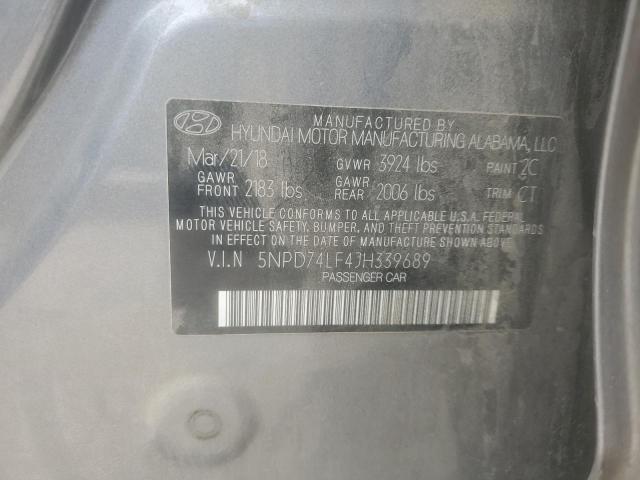 MANUFACTURED BY
HYUNDAI MOTOR MANUFACTURING ALABAMA, LLC
Mar/21/18 GVWR 3924 lbs PAINT 2C
GAWR FRONT 2183 lbs GAWR REAR 2006 lbs TRIM CT
THIS VEHICLE CONFORMS TO ALL APPLICABLE U.S.A. FEDERAL
MOTOR VEHICLE SAFETY, BUMPER, AND THEFT PREVENTION STANDARDS
IN EFFECT ON THE DATE OF MANUFACTURE SHOWN ABOVE.
V.I.N 5NPD74LF4JH339689
PASSENGER CAR